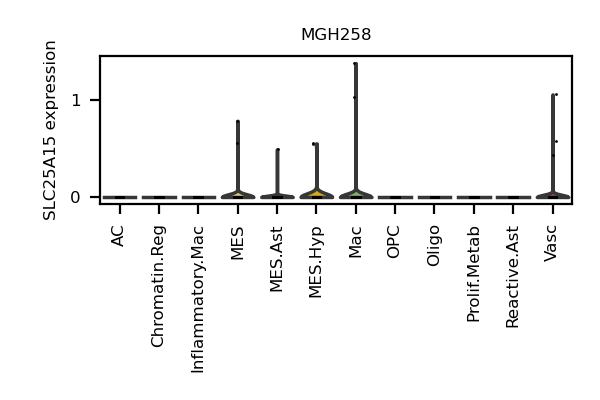 MGH258
SLC25A15 expression
1
0
AC
Chromatin.Reg
Inflammatory.Mac
MES
MES.Ast
MES.Hyp
Mac
OPC
Oligo
Prolif.Metab
Reactive.Ast
Vasc